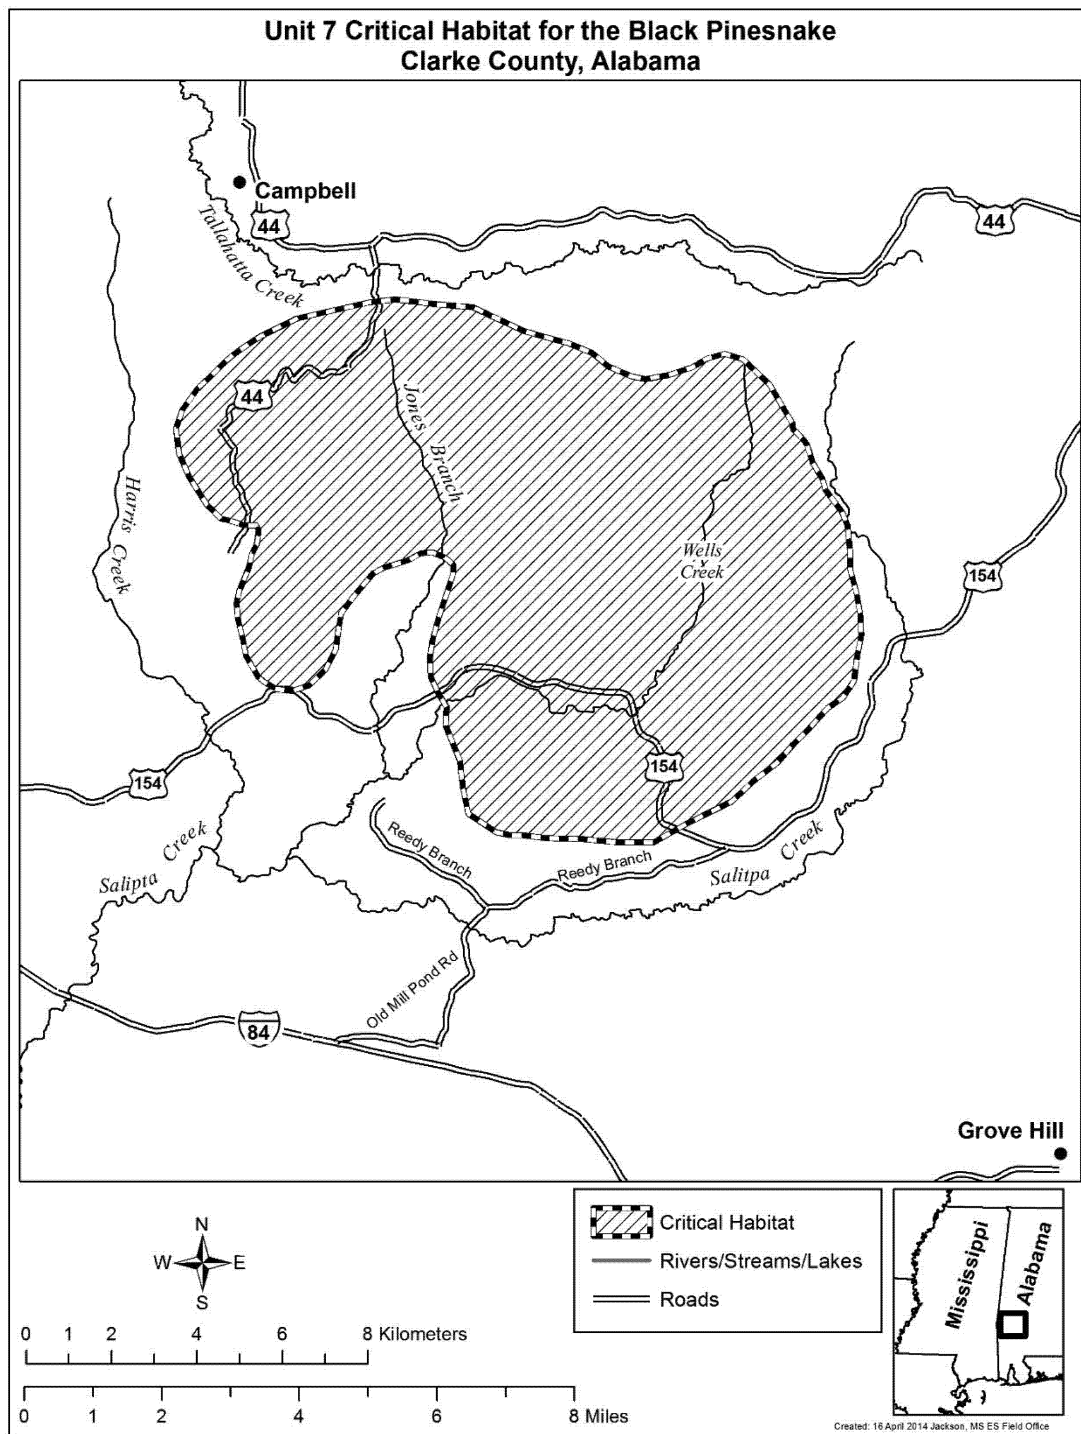 Unit 7 Critical Habitat for the Black Pinesnake
Clarke County, Alabama
Campbell
44
44
Tallahatta Creek
44
Jones Branch
Harris Creek
Wells
Creek
154
154
154
Reedy Branch
Reedy Branch
Salipta Creek
Salitpa Creek
Old Mill Pond Rd
84
Grove Hill
N
W E
S
0 1 2 4 6 8 Kilometers
0 1 2 4 6 8 Miles
Critical Habitat
Rivers/Streams/Lakes
Roads
Mississippi
Alabama
Created: 16 April 2014 Jackson, MS ES Field Office